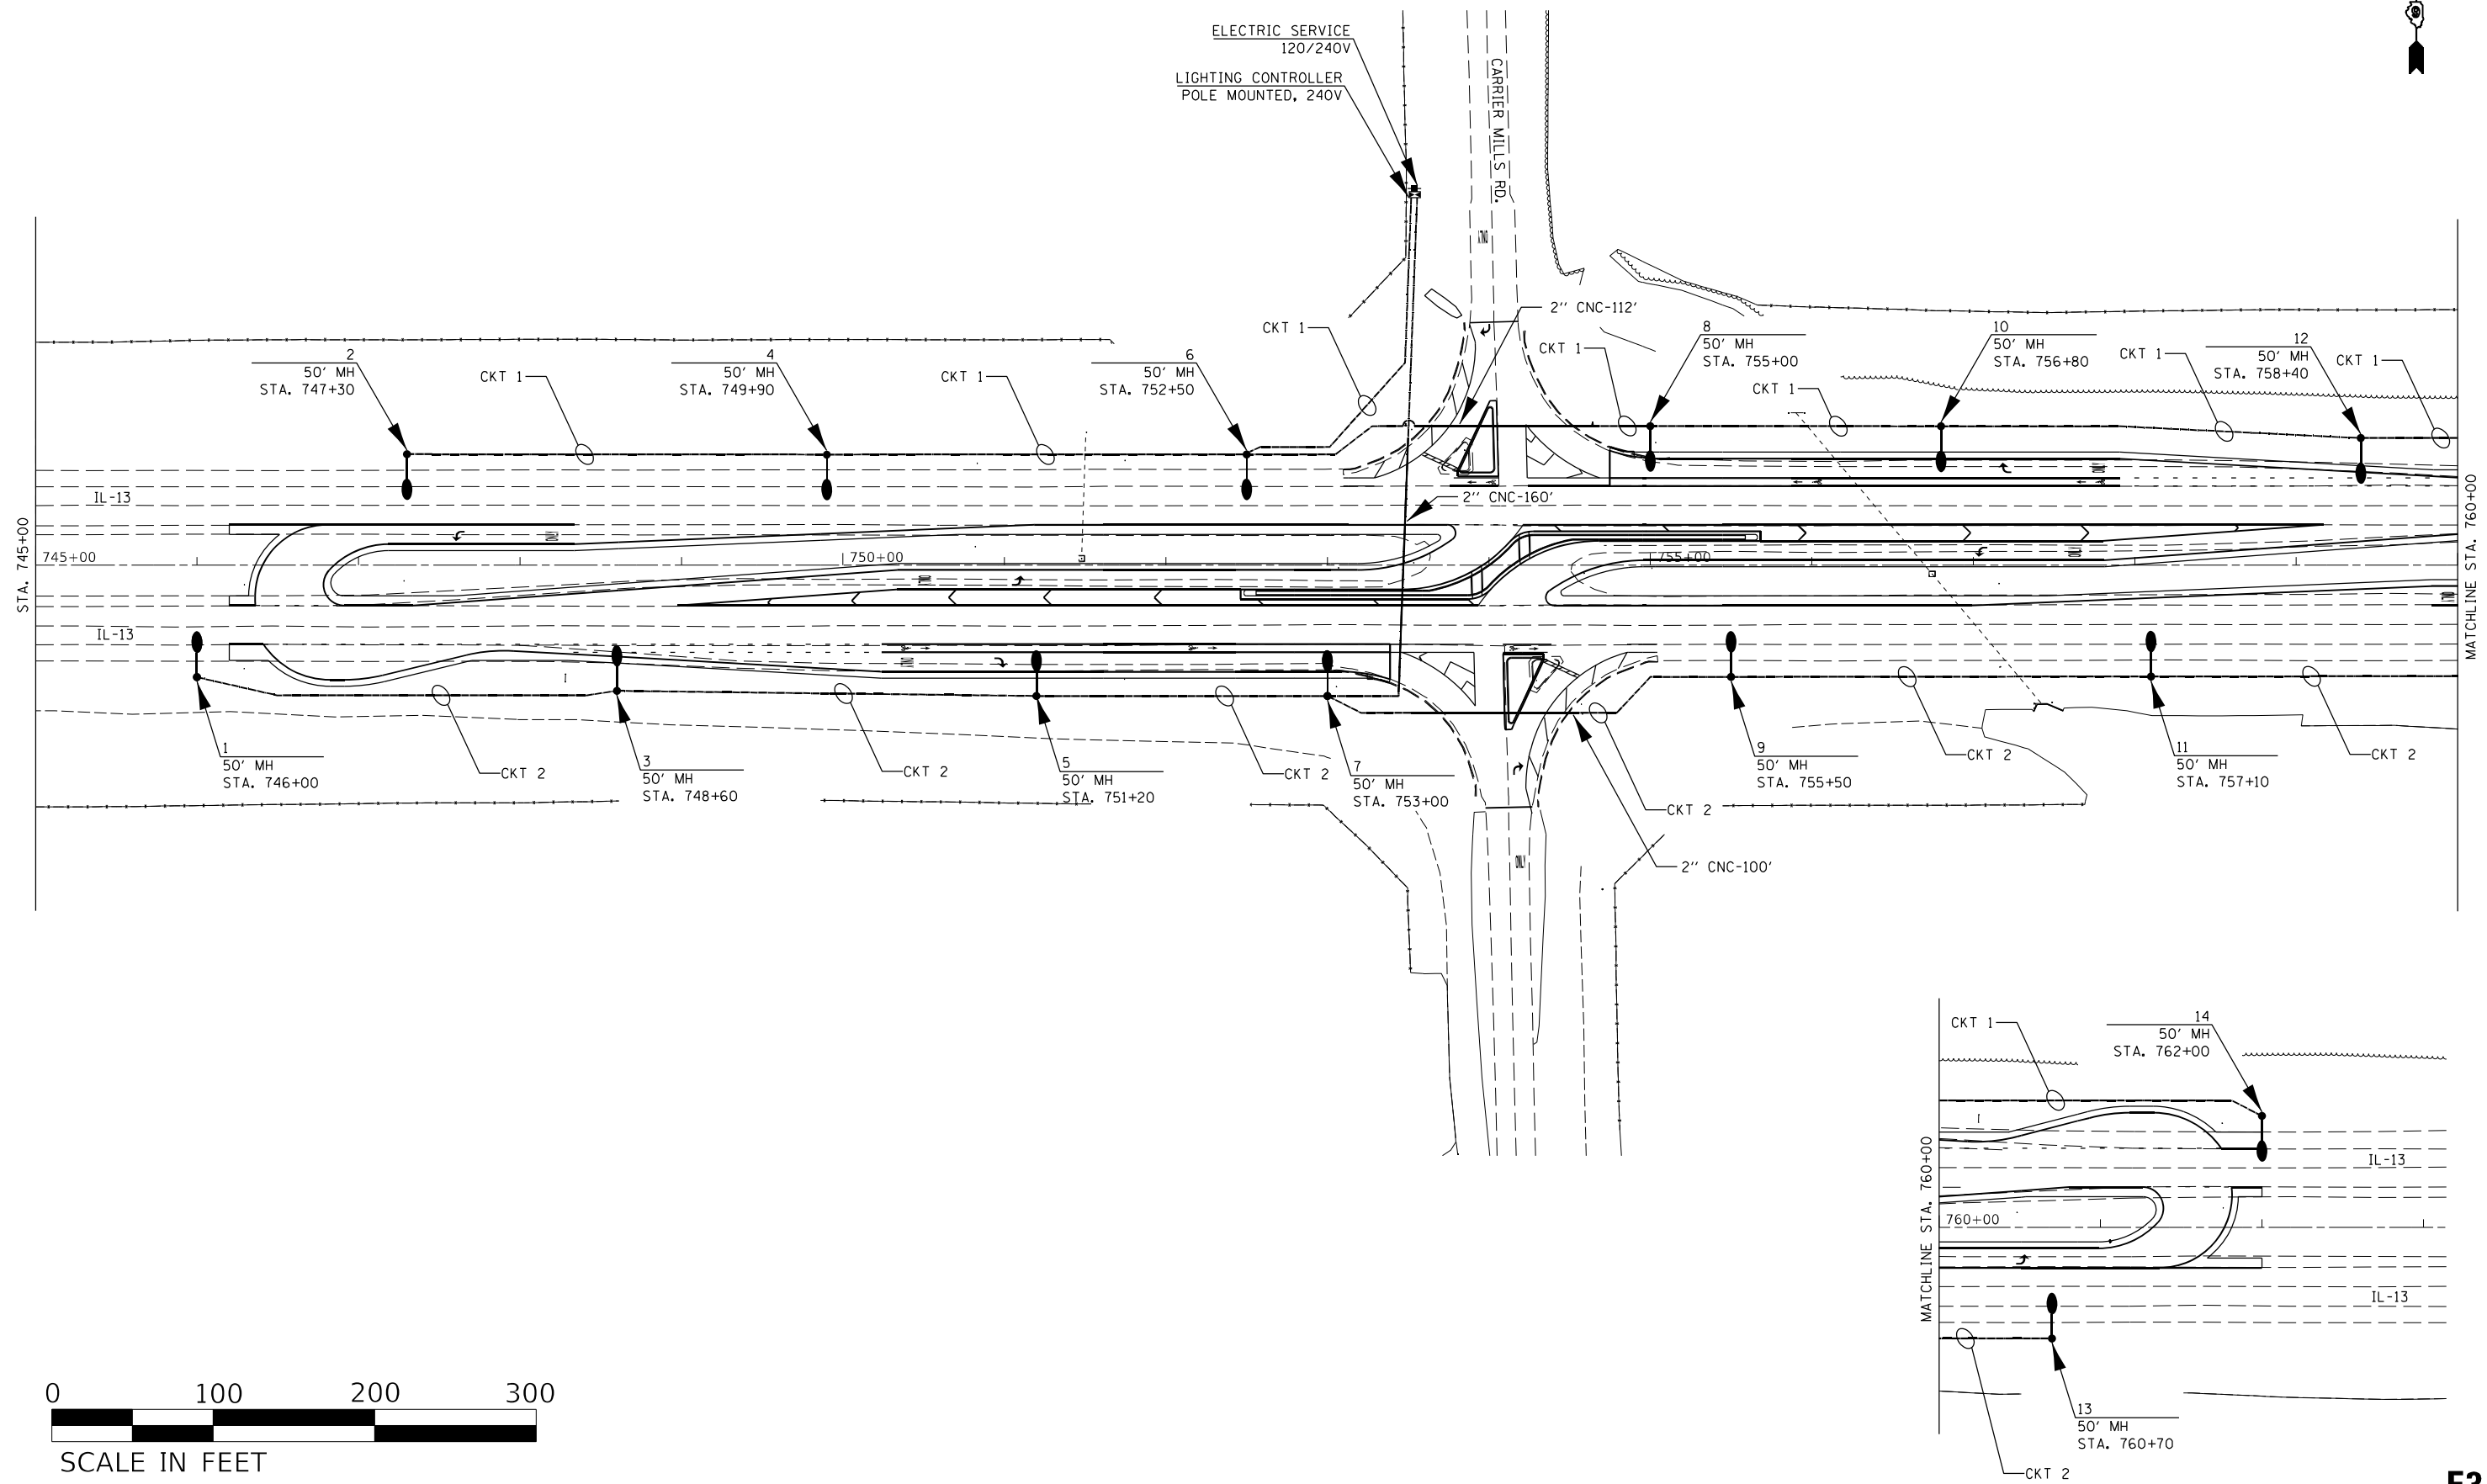 ELECTRIC SERVICE
120/240V
LIGHTING CONTROLLER
POLE MOUNTED, 240V
CARRIER MILLS RD.
2'' CNC-112'
CKT 1
CKT 1
8
50' MH
STA. 755+00
10
50' MH
STA. 756+80
12
50' MH
STA. 758+40
CKT 1
CKT 1
CKT 1
2
50' MH
STA. 747+30
CKT 1
4
50' MH
STA. 749+90
CKT 1
6
50' MH
STA. 752+50
IL-13
2'' CNC-160'
STA. 745+00
745+00
750+00
755+00
MATCHLINE STA. 760+00
IL-13
1
50' MH
STA. 746+00
CKT 2
3
50' MH
STA. 748+60
CKT 2
5
50' MH
STA. 751+20
CKT 2
7
50' MH
STA. 753+00
CKT 2
9
50' MH
STA. 755+50
CKT 2
11
50' MH
STA. 757+10
CKT 2
ONLY
2'' CNC-100'
CKT 1
14
50' MH
STA. 762+00
IL-13
MATCHLINE STA. 760+00
760+00
IL-13
13
50' MH
STA. 760+70
CKT 2
0 100 200 300
SCALE IN FEET